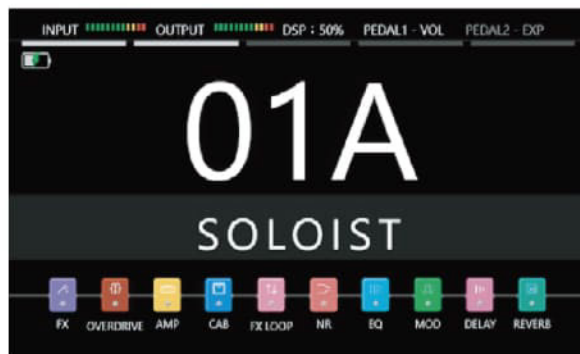 INPUT OUTPUT DSP : 50% PEDAL1 - VOL PEDAL2 - EXP
01A
SOLOIST
FX OVERDRIVE AMP CAB FX LOOP NR EQ MOD DELAY REVERB